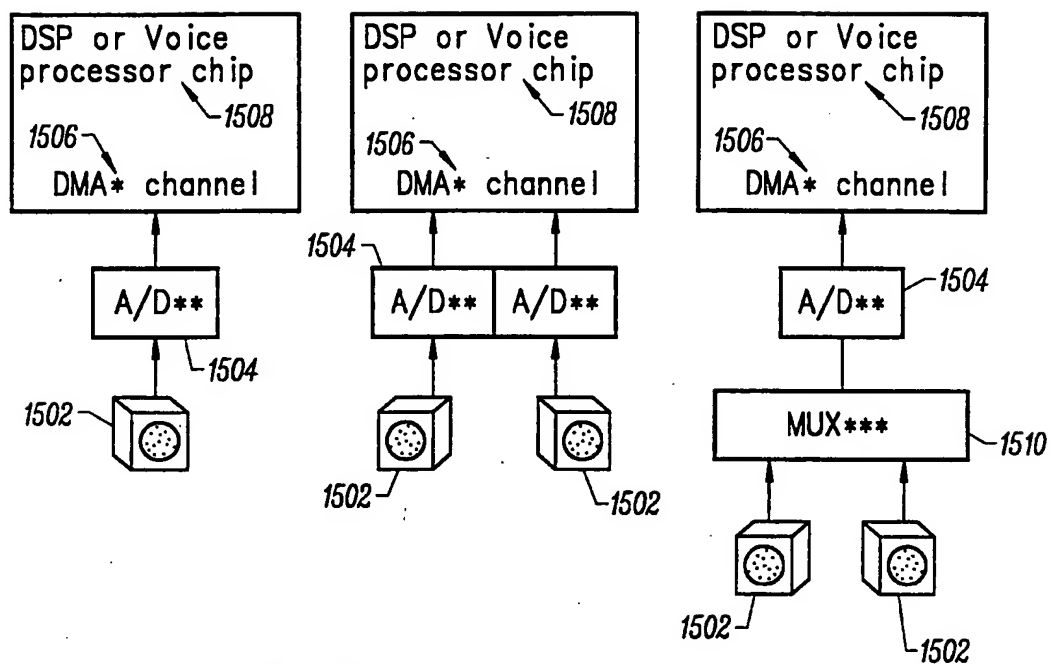 DSP or Voice
processor chip
1508
1506
DMA* channel
A/D**
1504
1502
DSP or Voice
processor chip
1508
1506
DMA* channel
1504
A/D** A/D**
1502
1502
DSP or Voice
processor chip
1508
1506
DMA* channel
1504
A/D**
MUX***
1510
1502
1502